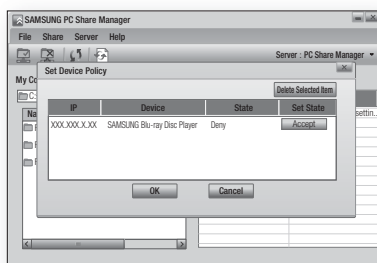 SAMSUNG PC Share Manager
File Share Server Help
Server : PC Share Manager
Set Device Policy
My Co
Delete Selected Item
C:
IP Device State Set State
Na
settin..
XXX.XXX.X.XX SAMSUNG Blu-ray Disc Player Deny Accept
OK Cancel